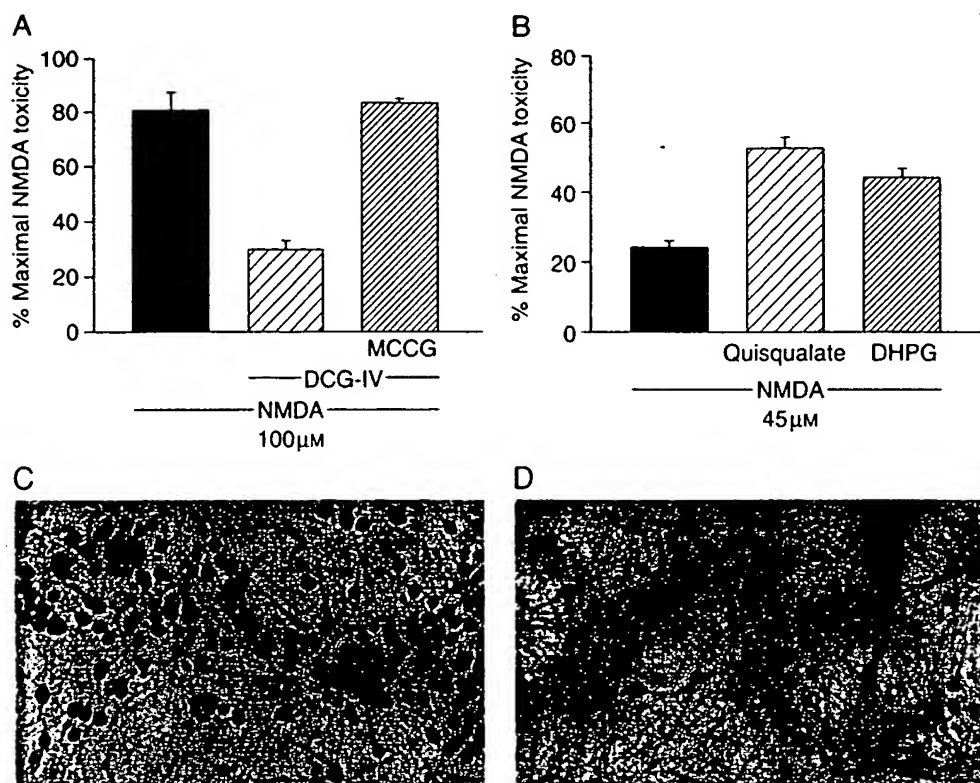 A
% Maximal NMDA toxicity
100
80
60
40
20
0
MCCG
DCG-IV
NMDA
100μM
B
% Maximal NMDA toxicity
80
60
40
20
0
Quisqualate DHPG
NMDA
45μM
C
D